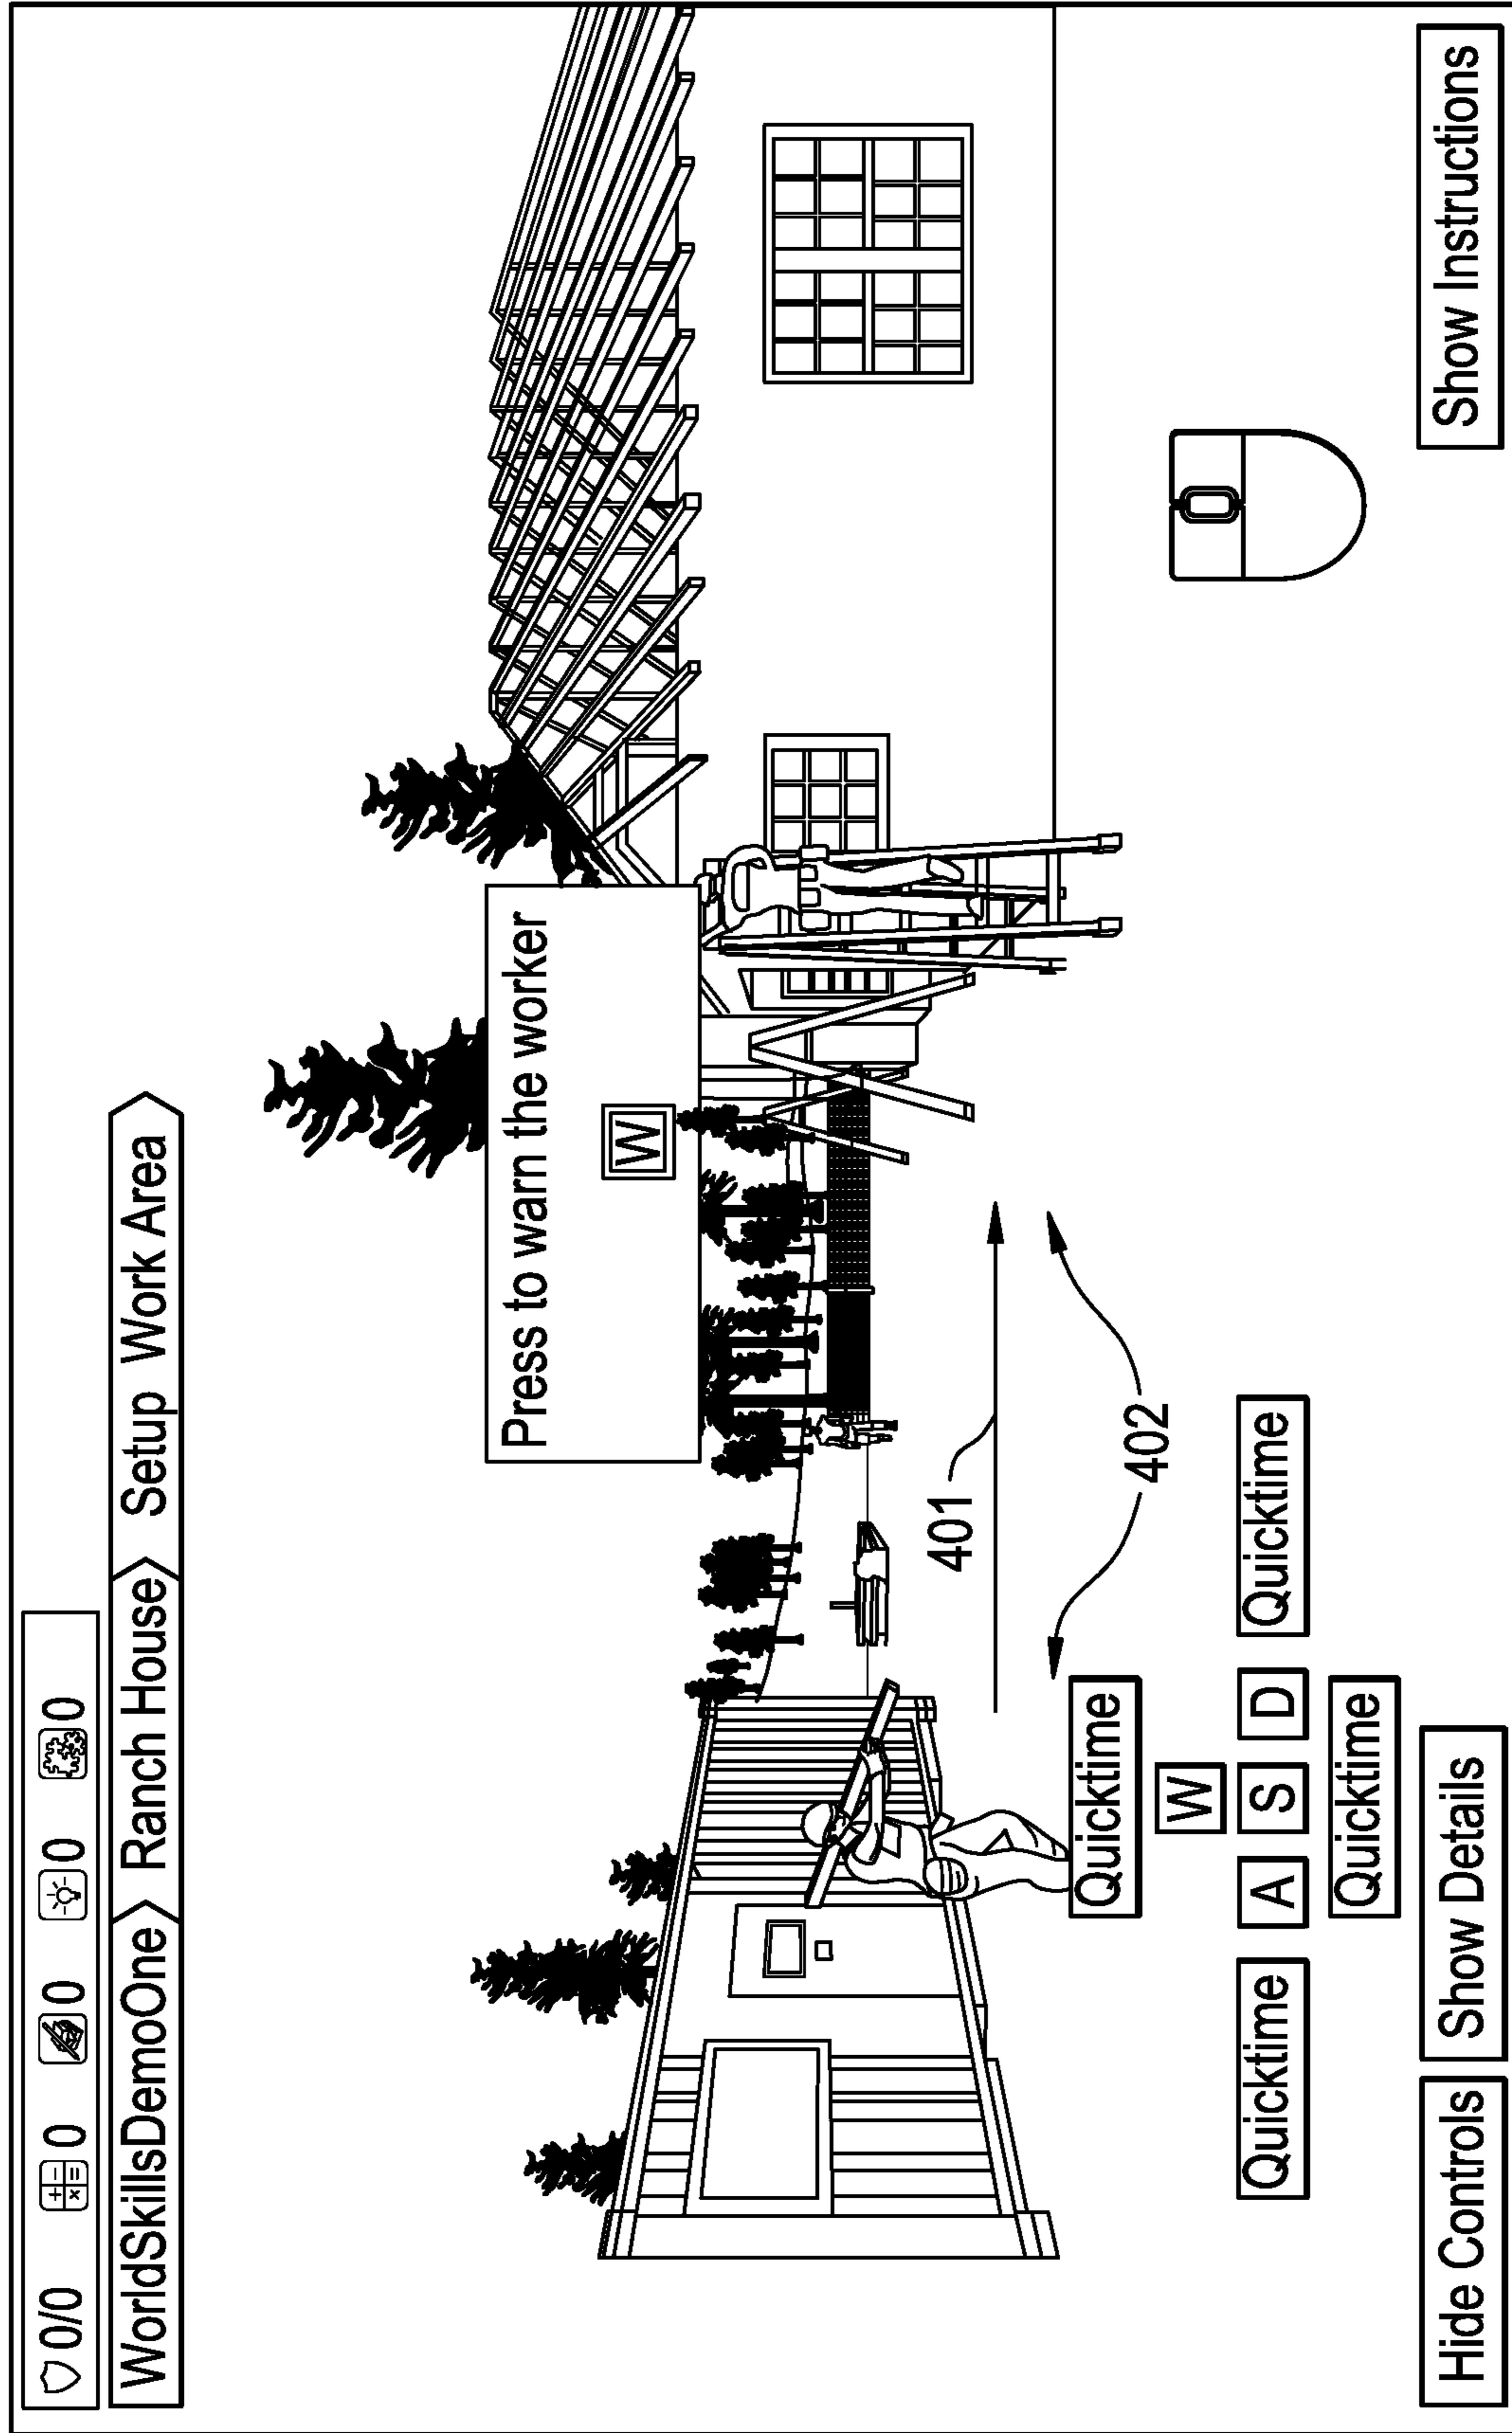 0/0 0 0 0 0
WorldSkillsDemoOne Ranch House Setup Work Area
Press to warn the worker
W
401
402
Quicktime
W
Quicktime A S D Quicktime
Quicktime
Hide Controls Show Details Show Instructions